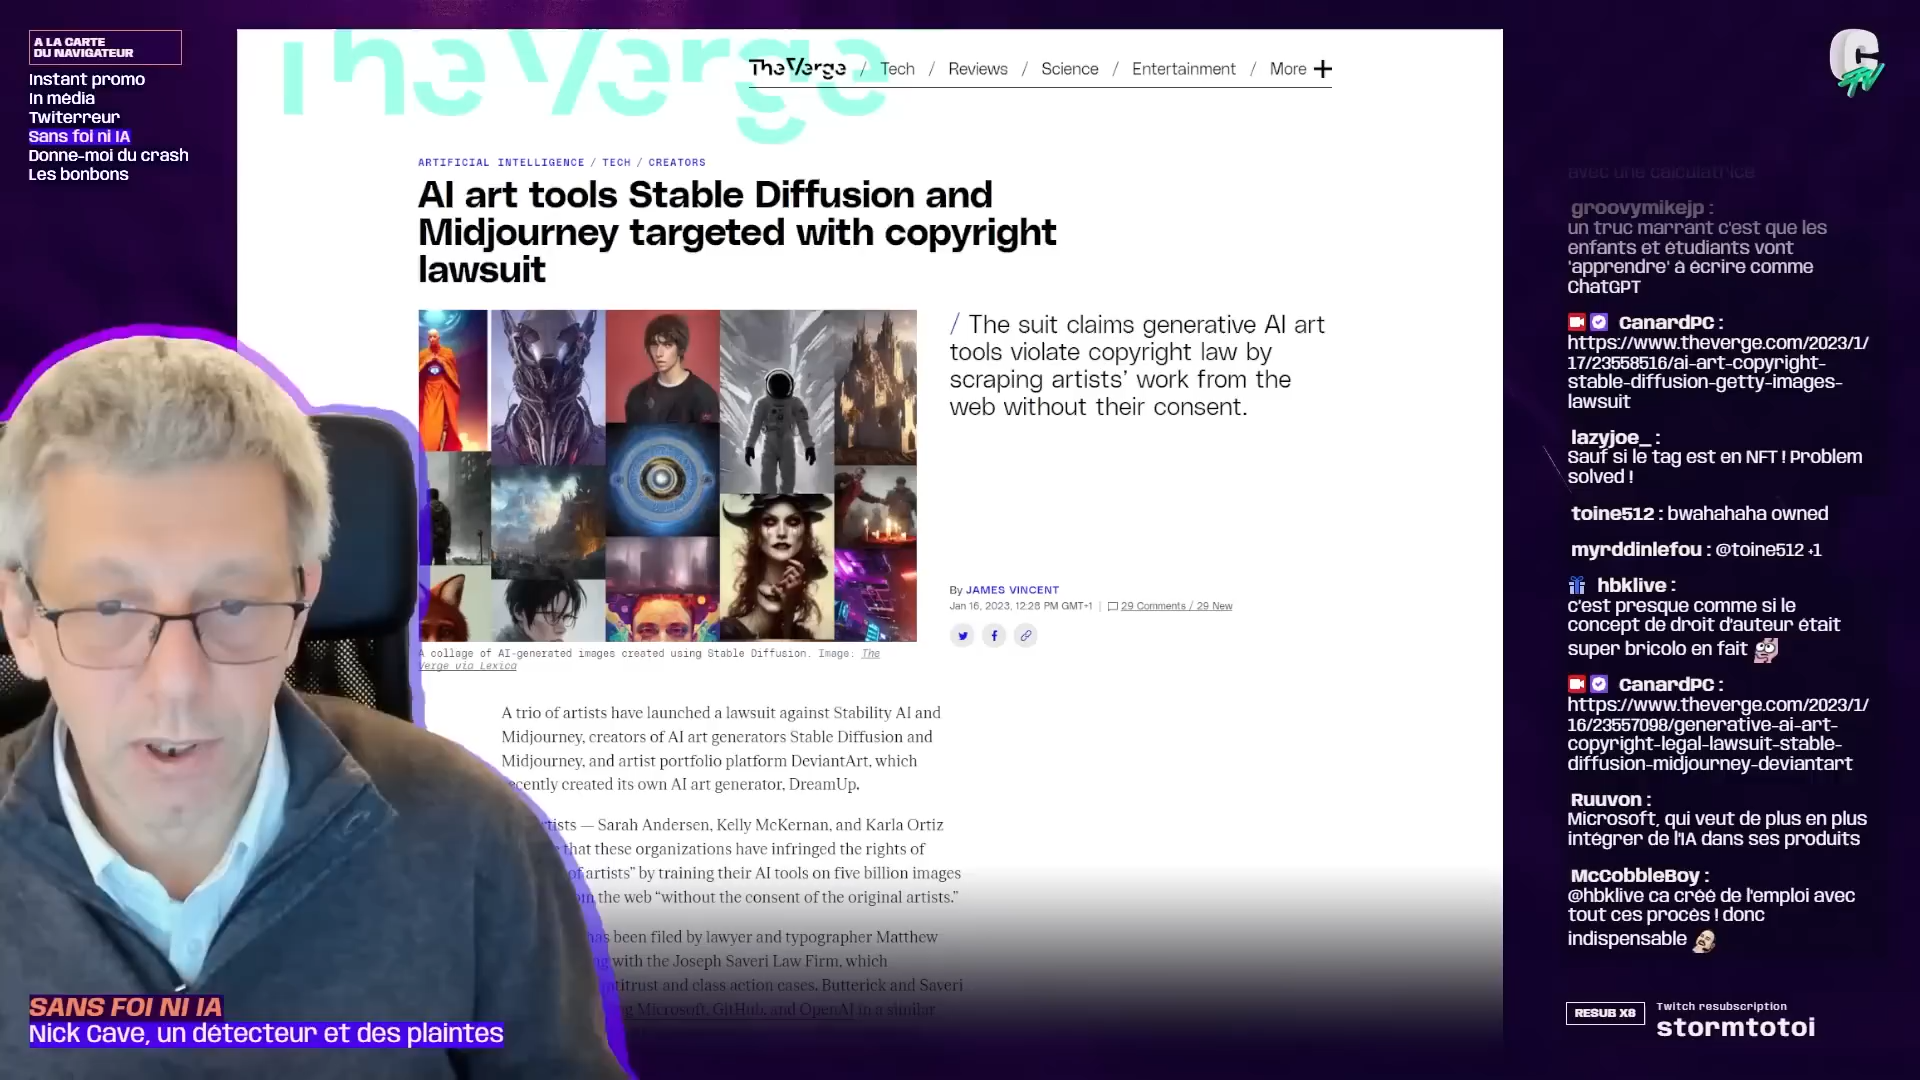 A LA CARTE
DU NAVIGATEUR
Instant promo
In média
Twiterreur
Sans foi ni IA
Donne-moi du crash
Les bonbons
The Verge
TheVerge / Tech / Reviews / Science / Entertainment / More +
ARTIFICIAL INTELLIGENCE / TECH / CREATORS
AI art tools Stable Diffusion and
Midjourney targeted with copyright
lawsuit
/ The suit claims generative AI art
tools violate copyright law by
scraping artists’ work from the
web without their consent.
By JAMES VINCENT
Jan 16, 2023, 12:28 PM GMT+1 | 29 Comments / 29 New
A collage of AI-generated images created using Stable Diffusion. Image: The
Verge via Lexica
A trio of artists have launched a lawsuit against Stability AI and
Midjourney, creators of AI art generators Stable Diffusion and
Midjourney, and artist portfolio platform DeviantArt, which
recently created its own AI art generator, DreamUp.
tists — Sarah Andersen, Kelly McKernan, and Karla Ortiz
that these organizations have infringed the rights of
of artists” by training their AI tools on five billion images
the web “without the consent of the original artists.”
has been filed by lawyer and typographer Matthew
with the Joseph Saveri Law Firm, which
ntitrust and class action cases. Butterick and Saveri
Microsoft, GitHub, and OpenAI in a similar
SANS FOI NI IA
Nick Cave, un détecteur et des plaintes
avec une calculatrice
groovymikejp :
un truc marrant c'est que les
enfants et étudiants vont
'apprendre' à écrire comme
ChatGPT
CanardPC :
https://www.theverge.com/2023/1/
17/23558516/ai-art-copyright-
stable-diffusion-getty-images-
lawsuit
lazyjoe_ :
Sauf si le tag est en NFT ! Problem
solved !
toine512 : bwahahaha owned
myrddinlefou : @toine512 +1
hbklive :
c'est presque comme si le
concept de droit d'auteur était
super bricolo en fait
CanardPC :
https://www.theverge.com/2023/1/
16/23557098/generative-ai-art-
copyright-legal-lawsuit-stable-
diffusion-midjourney-deviantart
Ruuvon :
Microsoft, qui veut de plus en plus
intégrer de l'IA dans ses produits
McCobbleBoy :
@hbklive ca créé de l'emploi avec
tout ces procès ! donc
indispensable
RESUB X8
Twitch resubscription
stormtotoi